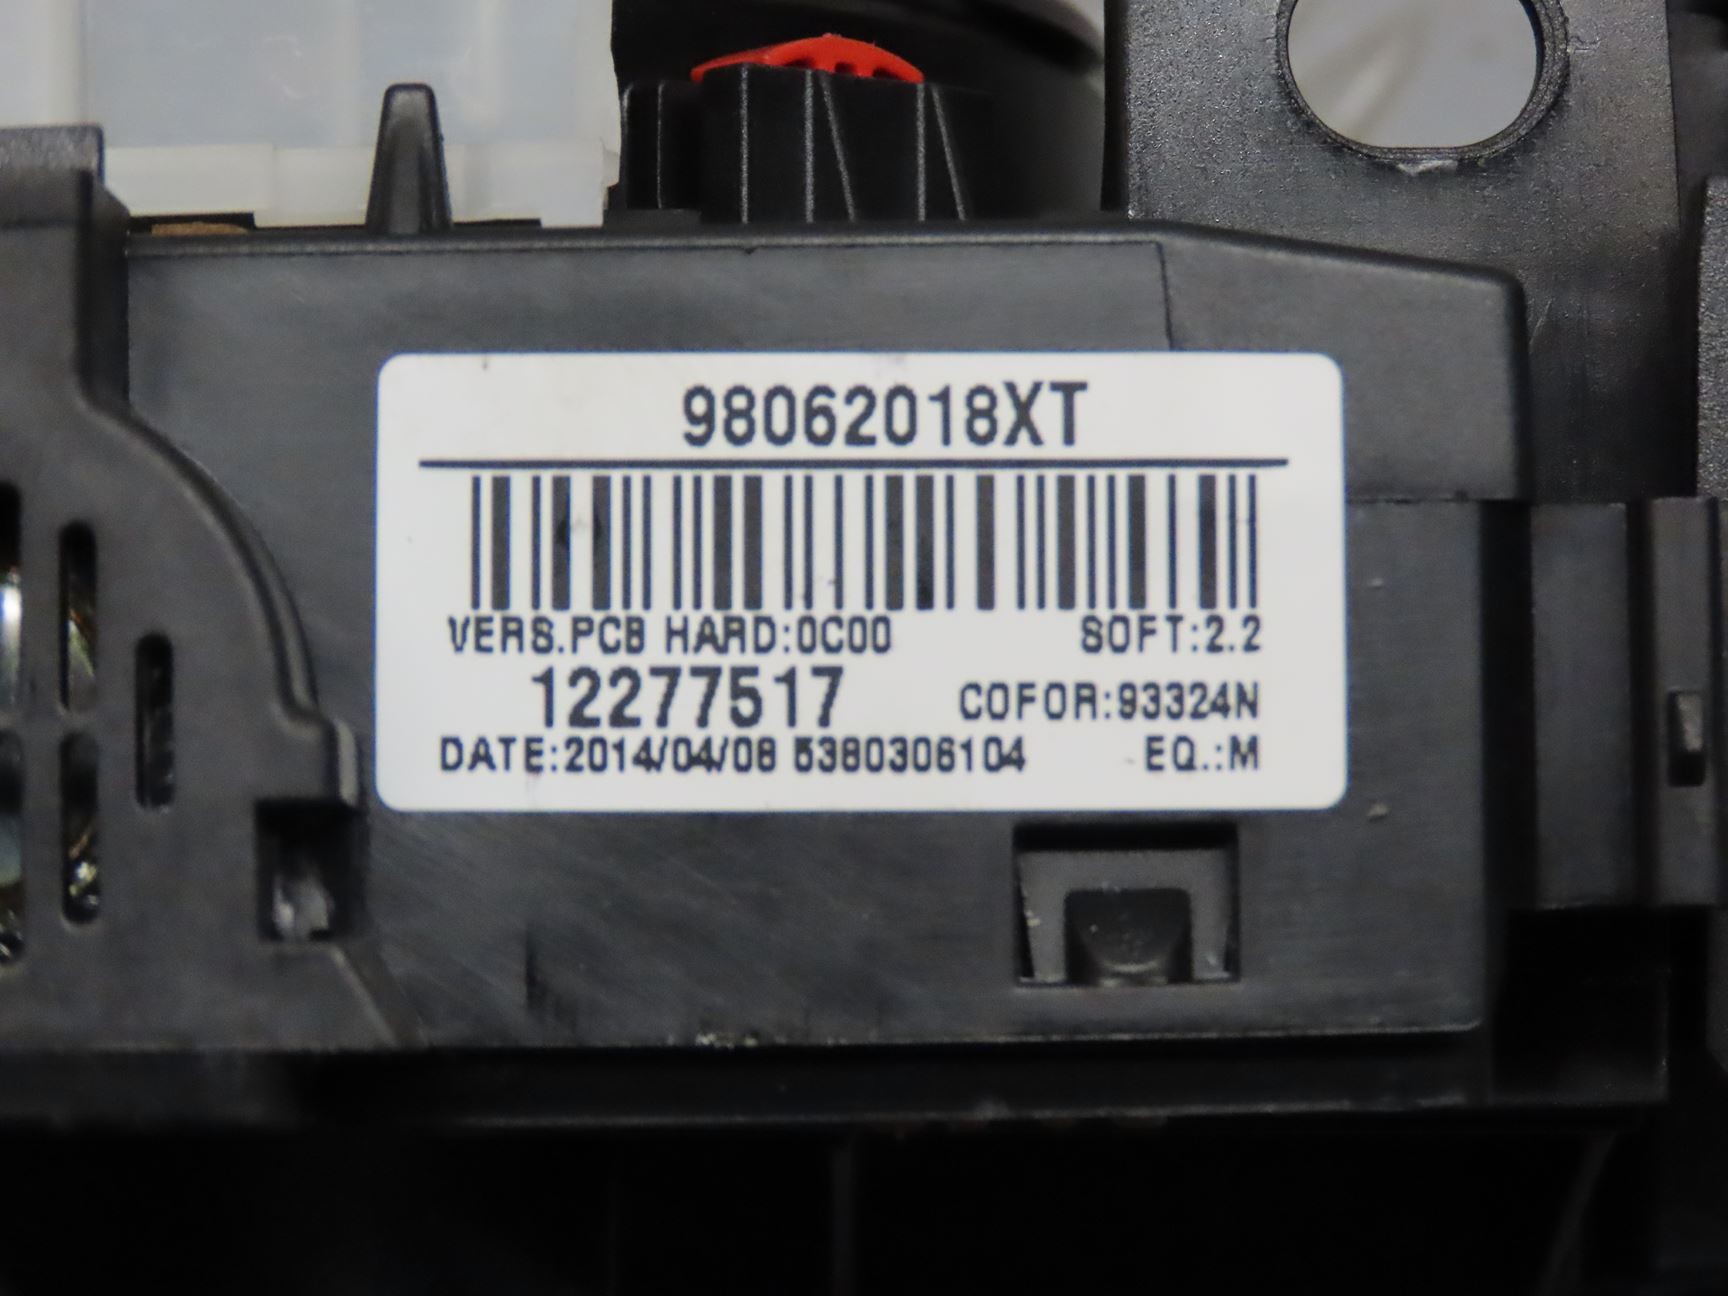 98062018XT
VERS.PCB HARD:0C00 SOFT:2.2
12277517 COFOR:93324N
DATE:2014/04/08 5380306104 EQ.:M